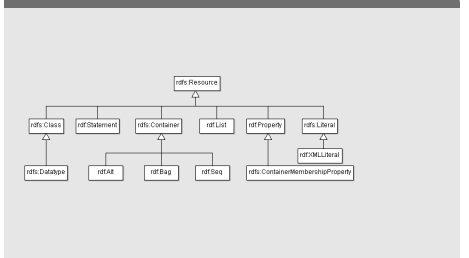 rdfs:Resource
rdfs:Class
rdf:Statement
rdfs:Container
rdf:List
rdf:Property
rdfs:Literal
rdf:XMLLiteral
rdfs:Datatype
rdf:Alt
rdf:Bag
rdf:Seq
rdfs:ContainerMembershipProperty